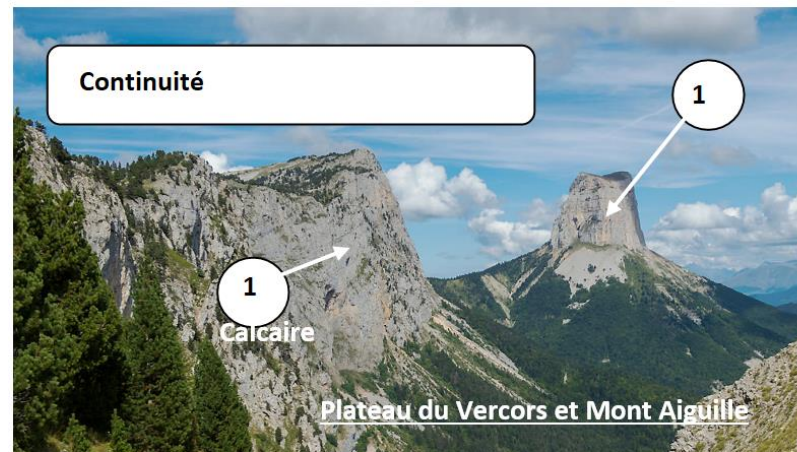 Continuité
1
1
Calcaire
Plateau du Vercors et Mont Aiguille